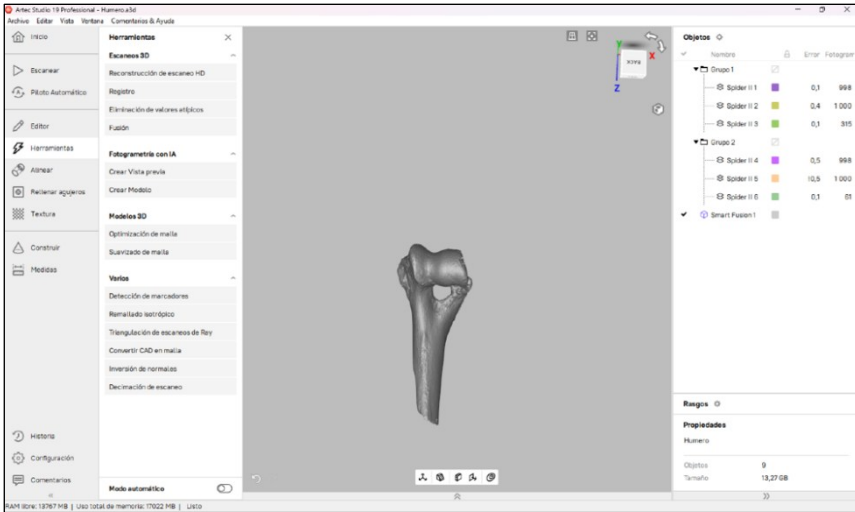 Artec Studio 19 Professional - Humero.a3d
Archivo Editar Vista Ventana Comentarios & Ayuda
Inicio
Escanear
Piloto Automático
Editor
Herramientas
Alinear
Rellenar agujeros
Textura
Construir
Medidas
Historia
Configuración
Comentarios
Herramientas
Escaneos 3D
Reconstrucción de escaneo HD
Registro
Eliminación de valores atípicos
Fusión
Fotogrametría con IA
Crear Vista previa
Crear Modelo
Modelos 3D
Optimización de malla
Suavizado de malla
Varios
Detección de marcadores
Remallado isotrópico
Triangulación de escaneos de Ray
Convertir CAD en malla
Inversión de normales
Decimación de escaneo
Modo automático
Y
X
Z
BACK
Objetos
Nombre Error Fotogram
Grupo 1
Spider II 1 0,1 998
Spider II 2 0,4 1 000
Spider II 3 0,1 315
Grupo 2
Spider II 4 0,5 998
Spider II 5 10,5 1 000
Spider II 6 0,1 61
Smart Fusion 1
Rasgos
Propiedades
Humero
Objetos 9
Tamaño 13,27 GB
RAM libre: 13767 MB | Uso total de memoria: 17022 MB | Listo